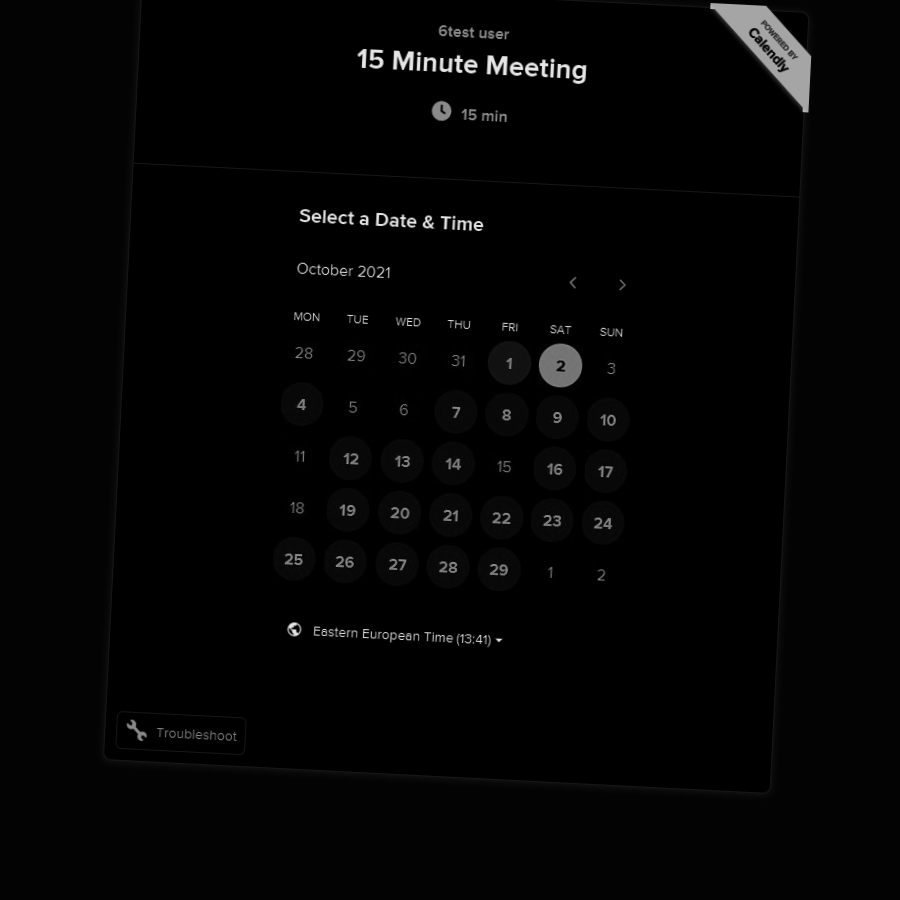 6test user
15 Minute Meeting
15 min
POWERED BY
Calendly
Select a Date & Time
October 2021
MON TUE WED THU FRI SAT SUN
28 29 30 31 1 2 3
4 5 6 7 8 9 10
11 12 13 14 15 16 17
18 19 20 21 22 23 24
25 26 27 28 29 1 2
Eastern European Time (13:41)
Troubleshoot